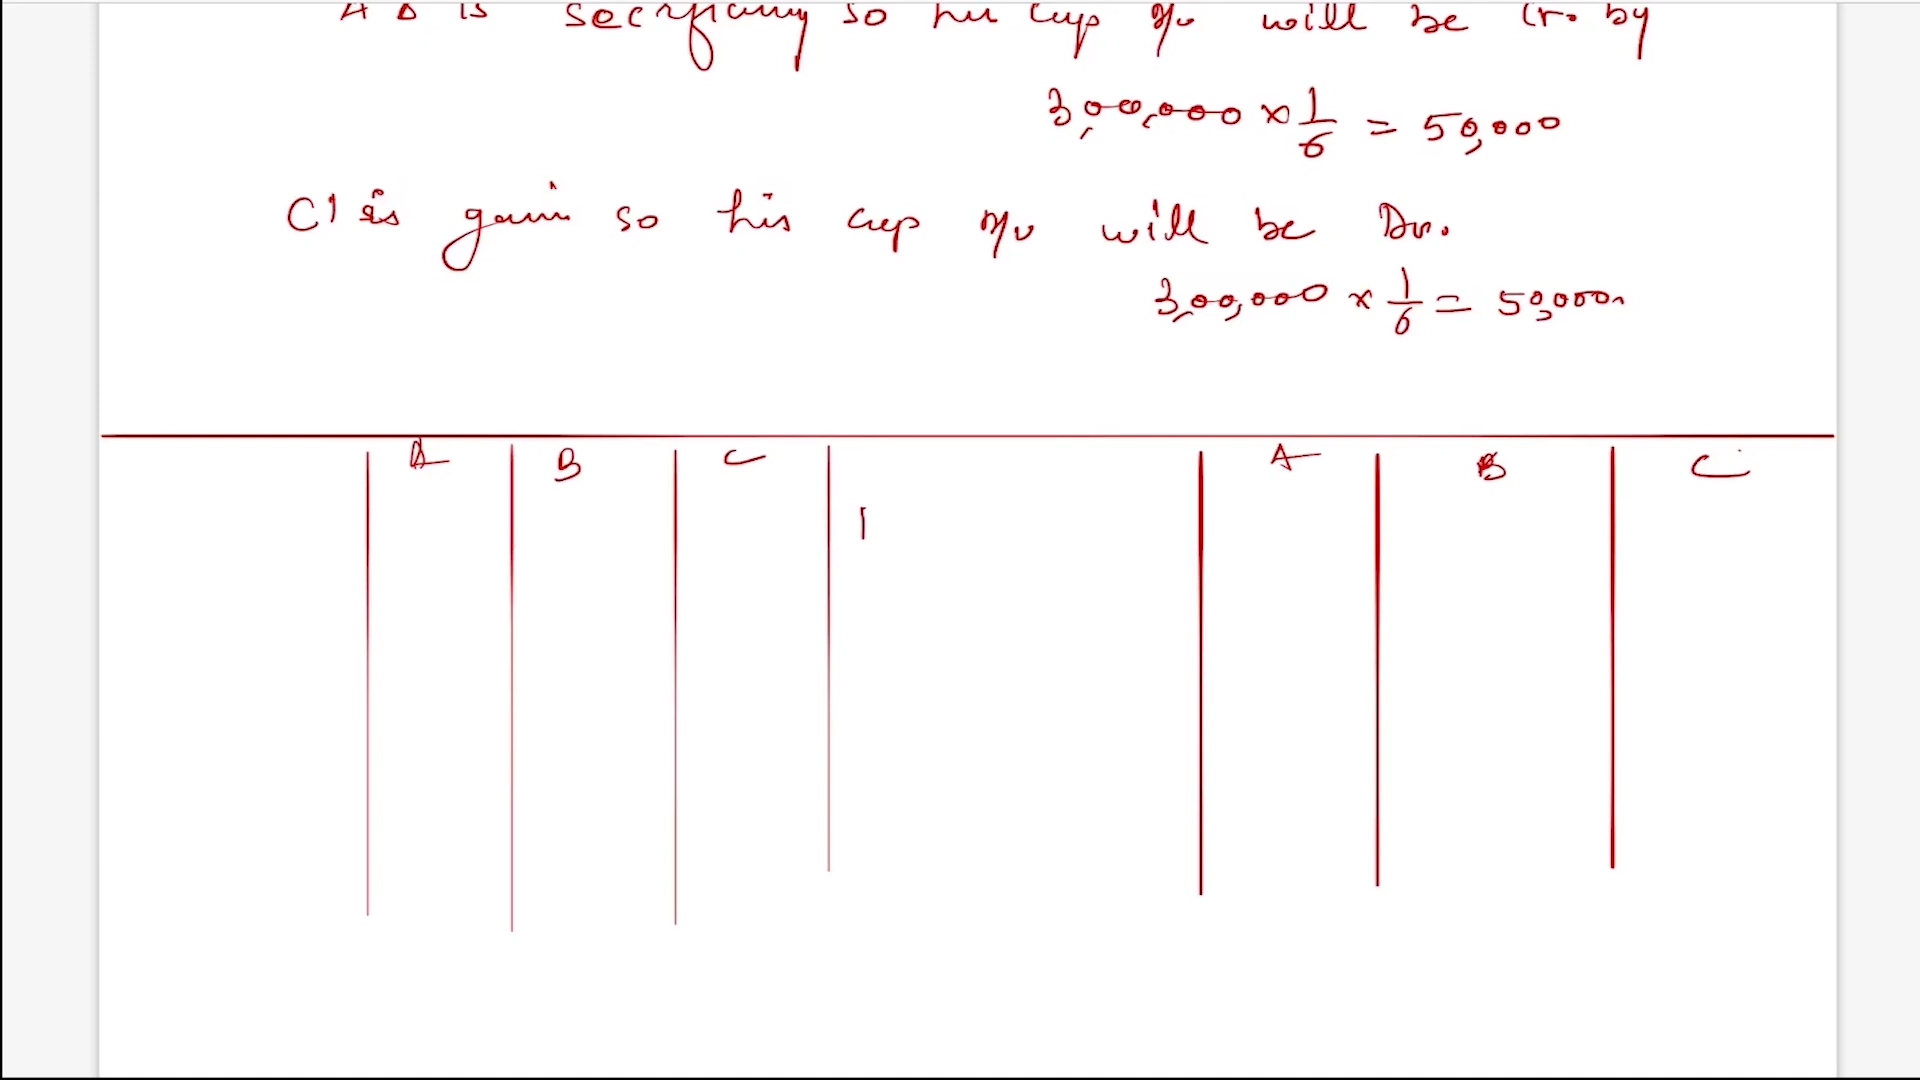 A is so his cap A/c will be Cr. by
3,00,000 × 1/6 = 50,000
C is gain so his cap A/c will be Dr.
3,00,000 × 1/6 = 50,000
A B C A B C